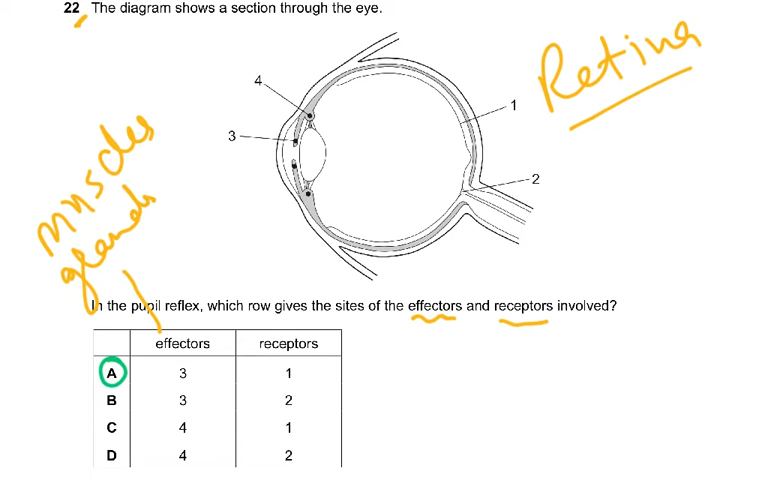 22 The diagram shows a section through the eye.
Retina
4
1
3
2
muscles
glands
In the pupil reflex, which row gives the sites of the effectors and receptors involved?
effectors receptors
A 3 1
B 3 2
C 4 1
D 4 2